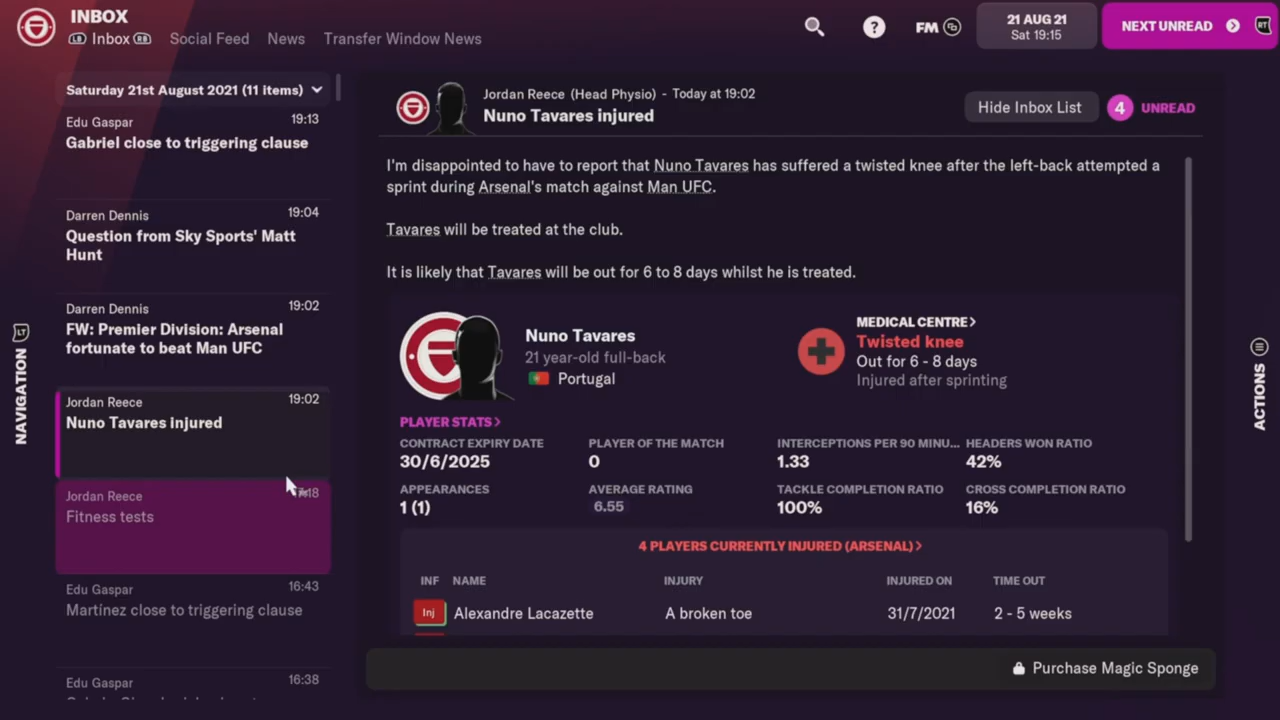 INBOX
LB Inbox RB Social Feed News Transfer Window News
FM
21 AUG 21
Sat 19:15
NEXT UNREAD RT
Saturday 21st August 2021 (11 items)
Edu Gaspar 19:13
Gabriel close to triggering clause
Darren Dennis 19:04
Question from Sky Sports' Matt
Hunt
Darren Dennis 19:02
FW: Premier Division: Arsenal
fortunate to beat Man UFC
Jordan Reece 19:02
Nuno Tavares injured
Jordan Reece
Fitness tests
Edu Gaspar 16:43
Martinez close to triggering clause
Edu Gaspar 16:38
LT
NAVIGATION
Jordan Reece (Head Physio) - Today at 19:02
Nuno Tavares injured
Hide Inbox List
4 UNREAD
I'm disappointed to have to report that Nuno Tavares has suffered a twisted knee after the left-back attempted a
sprint during Arsenal's match against Man UFC.
Tavares will be treated at the club.
It is likely that Tavares will be out for 6 to 8 days whilst he is treated.
Nuno Tavares
21 year-old full-back
Portugal
MEDICAL CENTRE>
Twisted knee
Out for 6 - 8 days
Injured after sprinting
PLAYER STATS>
CONTRACT EXPIRY DATE PLAYER OF THE MATCH INTERCEPTIONS PER 90 MINU... HEADERS WON RATIO
30/6/2025 0 1.33 42%
APPEARANCES AVERAGE RATING TACKLE COMPLETION RATIO CROSS COMPLETION RATIO
1 (1) 6.55 100% 16%
4 PLAYERS CURRENTLY INJURED (ARSENAL)>
INF NAME INJURY INJURED ON TIME OUT
Inj Alexandre Lacazette A broken toe 31/7/2021 2 - 5 weeks
Purchase Magic Sponge
ACTIONS